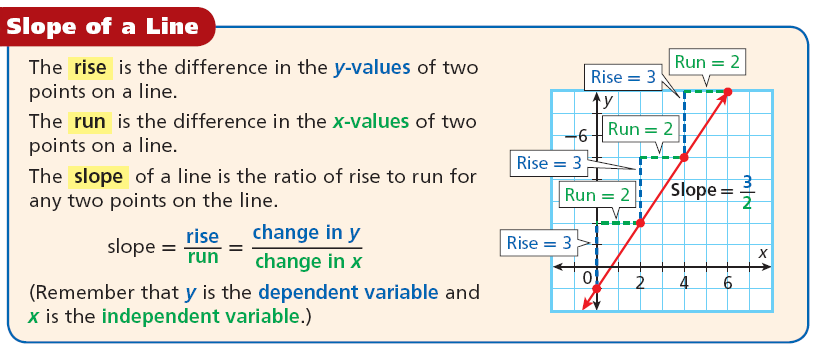 Slope of a Line
The rise is the difference in the y-values of two
points on a line.
The run is the difference in the x-values of two
points on a line.
The slope of a line is the ratio of rise to run for
any two points on the line.
slope = rise/run = change in y/change in x
(Remember that y is the dependent variable and
x is the independent variable.)
Run = 2
Rise = 3
y
6
Run = 2
Rise = 3
Slope = 3/2
Run = 2
Rise = 3
x
0 2 4 6